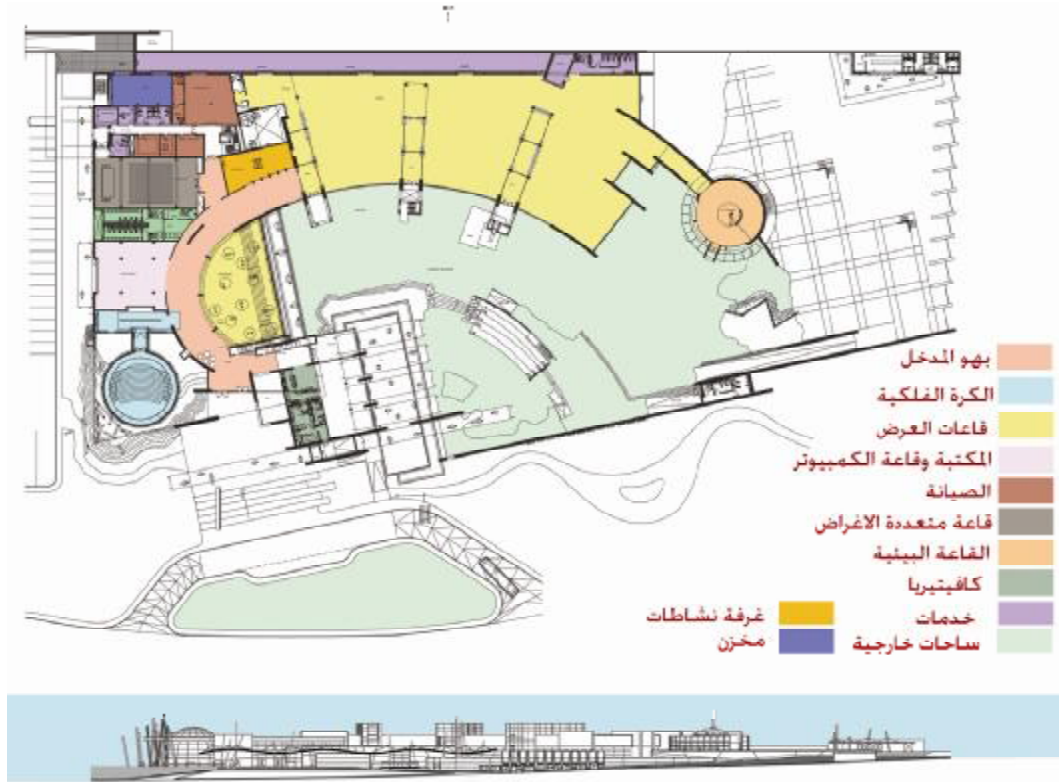 بهو المدخل
الكرة الفلكية
قاعات العرض
المكتبة وقاعة الكمبيوتر
الصيانة
قاعة متعددة الاغراض
القاعة البيئية
كافيتيريا
خدمات
ساحات خارجية
غرفة نشاطات
مخزن